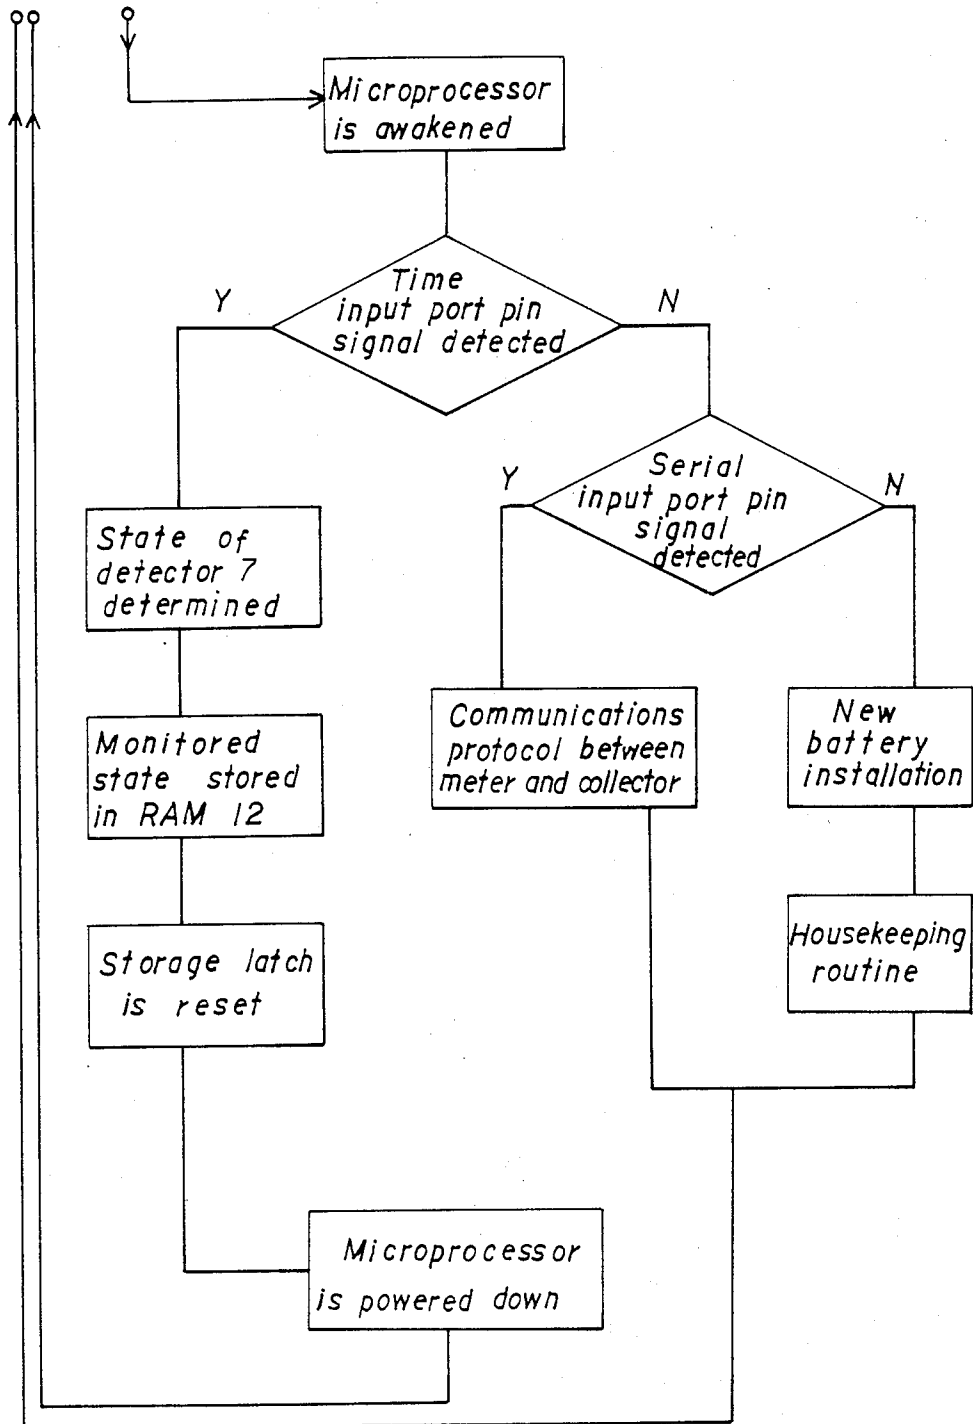 Microprocessor
is awakened
Time
input port pin
signal detected
Y
N
Serial
input port pin
signal
detected
Y
N
State of
detector 7
determined
Monitored
state stored
in RAM 12
Storage latch
is reset
Communications
protocol between
meter and collector
New
battery
installation
Housekeeping
routine
Microprocessor
is powered down